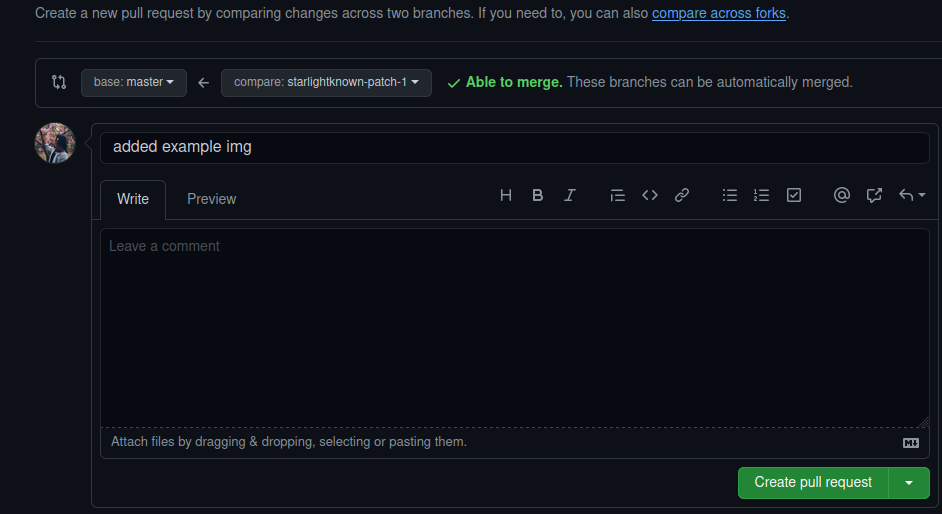 Create a new pull request by comparing changes across two branches. If you need to, you can also compare across forks.
base: master compare: starlightknown-patch-1 Able to merge. These branches can be automatically merged.
added example img
Write Preview H B I @
Leave a comment
Attach files by dragging & dropping, selecting or pasting them.
Create pull request